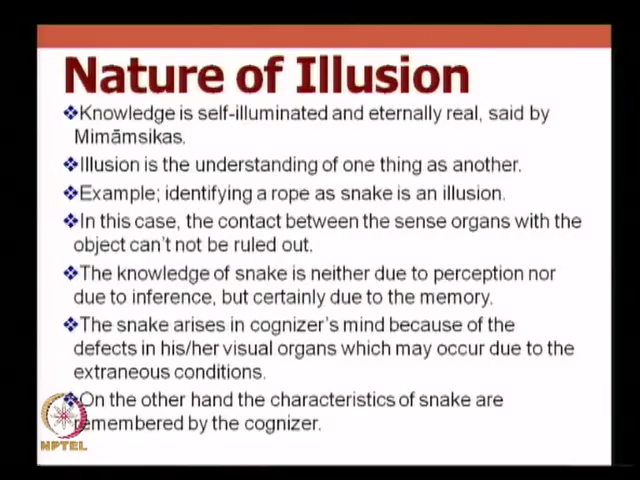 Nature of Illusion
❖Knowledge is self-illuminated and eternally real, said by
Mimāmsikas.
❖Illusion is the understanding of one thing as another.
❖Example; identifying a rope as snake is an illusion.
❖In this case, the contact between the sense organs with the
object can't not be ruled out.
❖The knowledge of snake is neither due to perception nor
due to inference, but certainly due to the memory.
❖The snake arises in cognizer's mind because of the
defects in his/her visual organs which may occur due to the
extraneous conditions.
❖On the other hand the characteristics of snake are
remembered by the cognizer.
NPTEL